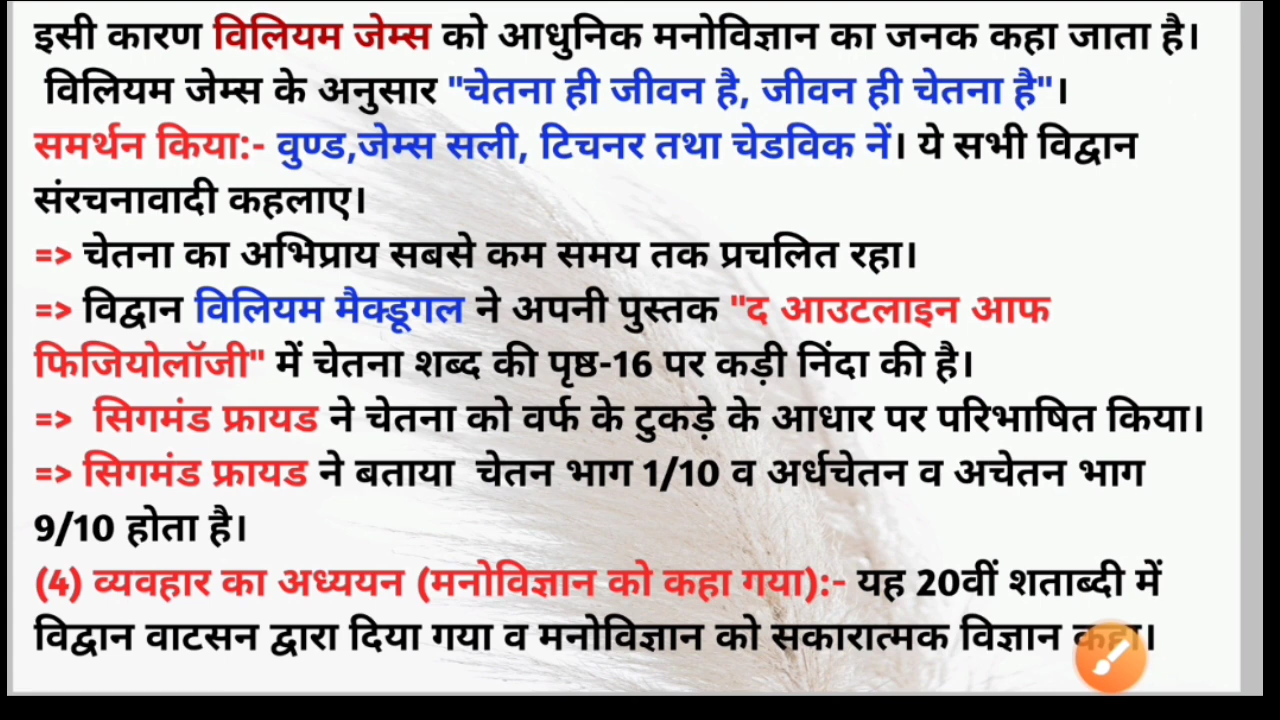 इसी कारण विलियम जेम्स को आधुनिक मनोविज्ञान का जनक कहा जाता है।
विलियम जेम्स के अनुसार "चेतना ही जीवन है, जीवन ही चेतना है"।
समर्थन किया:- वुण्ड,जेम्स सली, टिचनर तथा चेडविक नें। ये सभी विद्वान
संरचनावादी कहलाए।
=> चेतना का अभिप्राय सबसे कम समय तक प्रचलित रहा।
=> विद्वान विलियम मैक्डूगल ने अपनी पुस्तक "द आउटलाइन आफ
फिजियोलॉजी" में चेतना शब्द की पृष्ठ-16 पर कड़ी निंदा की है।
=> सिगमंड फ्रायड ने चेतना को वर्फ के टुकड़े के आधार पर परिभाषित किया।
=> सिगमंड फ्रायड ने बताया चेतन भाग 1/10 व अर्धचेतन व अचेतन भाग
9/10 होता है।
(4) व्यवहार का अध्ययन (मनोविज्ञान को कहा गया):- यह 20वीं शताब्दी में
विद्वान वाटसन द्वारा दिया गया व मनोविज्ञान को सकारात्मक विज्ञान कहा।